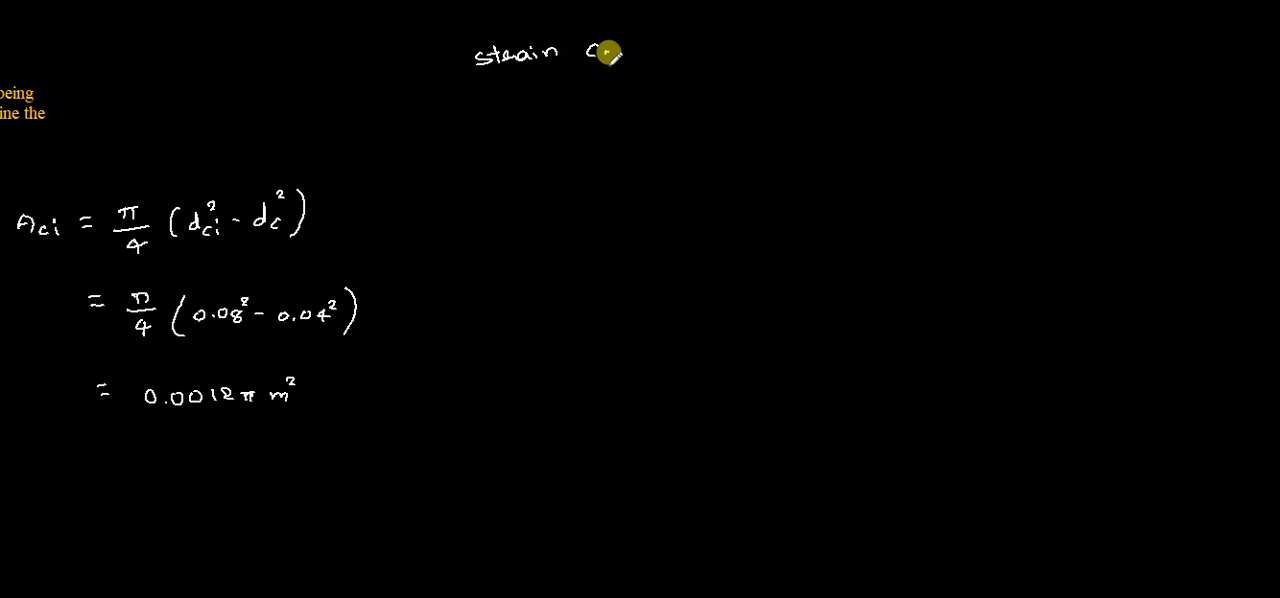 strain
being
ine the
Aci = π/4 (dci² - dc²)
= π/4 (0.08² - 0.04²)
= 0.0012π m²